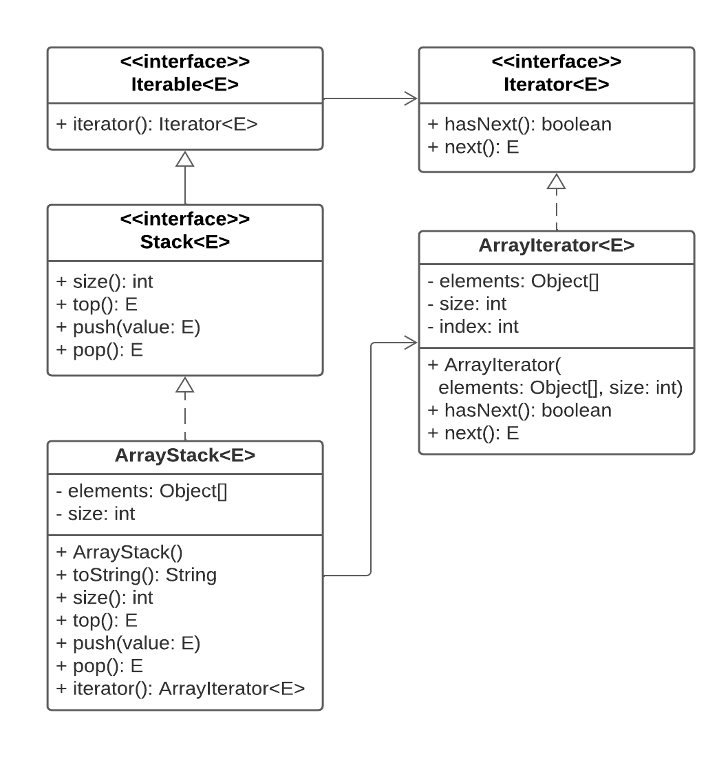 <<interface>>
Iterable<E>
+ iterator(): Iterator<E>
<<interface>>
Iterator<E>
+ hasNext(): boolean
+ next(): E
<<interface>>
Stack<E>
+ size(): int
+ top(): E
+ push(value: E)
+ pop(): E
ArrayIterator<E>
- elements: Object[]
- size: int
- index: int
+ ArrayIterator(
elements: Object[], size: int)
+ hasNext(): boolean
+ next(): E
ArrayStack<E>
- elements: Object[]
- size: int
+ ArrayStack()
+ toString(): String
+ size(): int
+ top(): E
+ push(value: E)
+ pop(): E
+ iterator(): ArrayIterator<E>